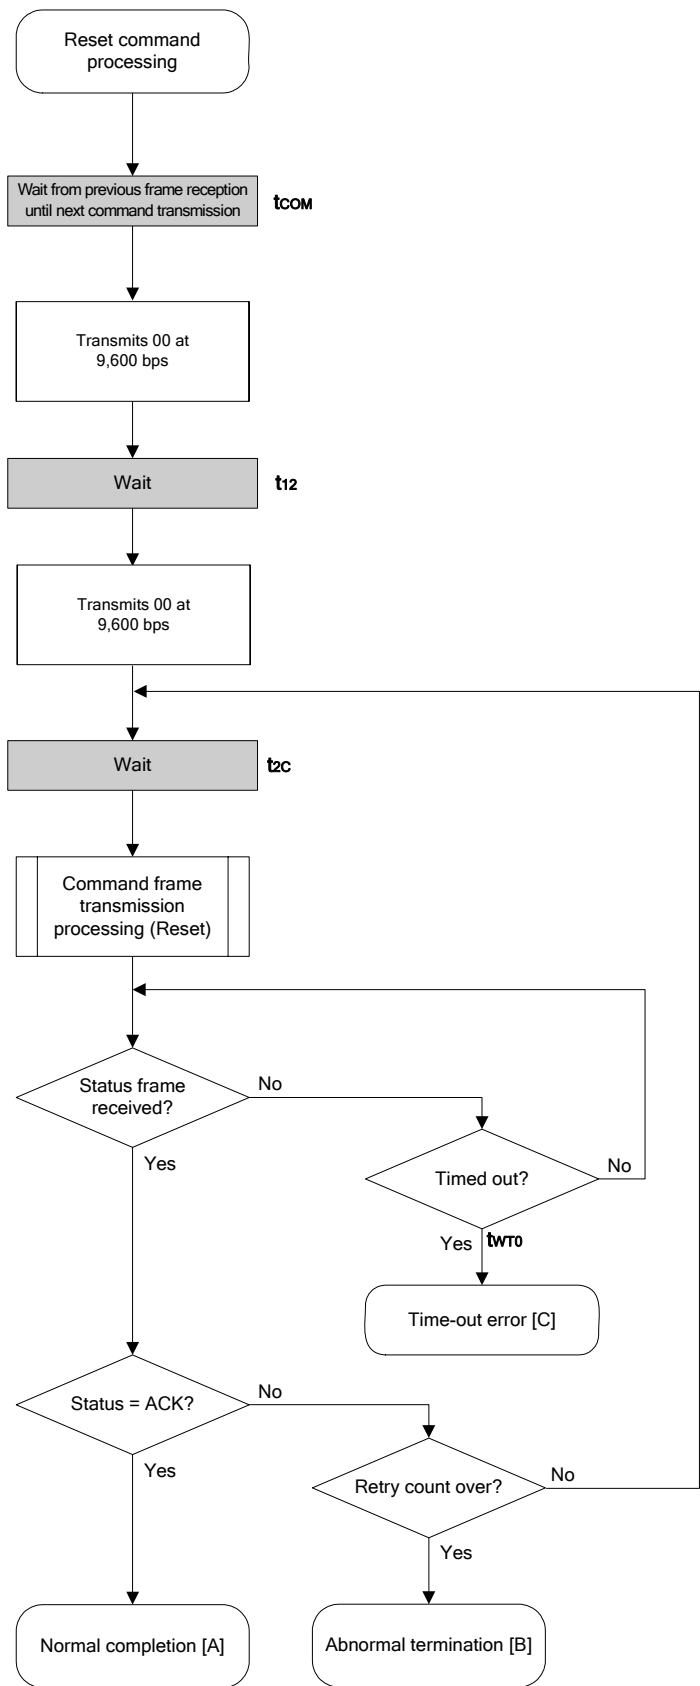 Reset command
processing
Wait from previous frame reception
until next command transmission
tCOM
Transmits 00 at
9,600 bps
Wait
t12
Transmits 00 at
9,600 bps
Wait
t2C
Command frame
transmission
processing (Reset)
Status frame
received?
No
Yes
Timed out?
No
Yes
tWT0
Time-out error [C]
Status = ACK?
No
Yes
Retry count over?
No
Yes
Normal completion [A]
Abnormal termination [B]